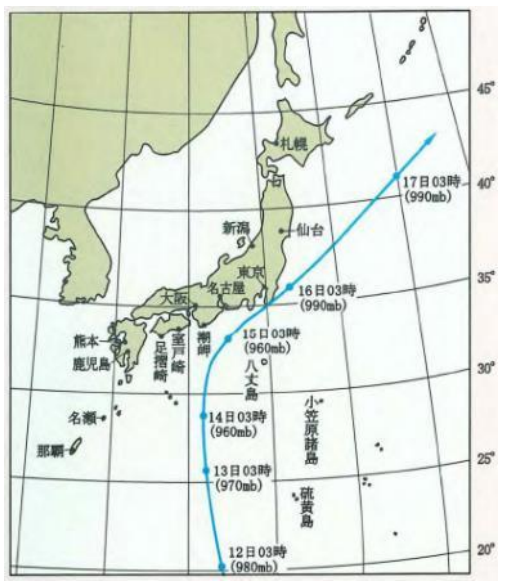 45°
札幌
17日03時
(990mb)
40°
新潟
仙台
東京
名古屋
大阪
35°
16日03時
(990mb)
15日03時
(960mb)
熊本
鹿児島
足摺岬
室戸岬
潮岬
八丈島
30°
名瀬
14日03時
(960mb)
小笠原諸島
那覇
13日03時
(970mb)
25°
硫黄島
12日03時
(980mb)
20°